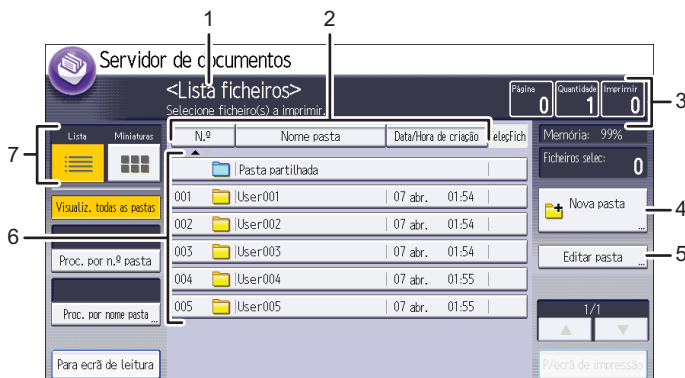 1
2
Servidor de documentos
<Lista ficheiros>
Selecione ficheiro(s) a imprimir.
Página
0
Quantidade
1
Imprimir
0
3
7
Lista
Miniaturas
N.º
Nome pasta
Data/Hora de criação
Memória: 99%
Ficheiros selec:
0
Pasta partilhada
Visualiz. todas as pastas
001 User001 07 abr. 01:54
002 User002 07 abr. 01:54
003 User003 07 abr. 01:54
004 User004 07 abr. 01:55
005 User005 07 abr. 01:55
6
Proc. por n.º pasta
Proc. por nome pasta
Para ecrã de leitura
Nova pasta
4
Editar pasta
5
1/1
P/ecrã de impressão